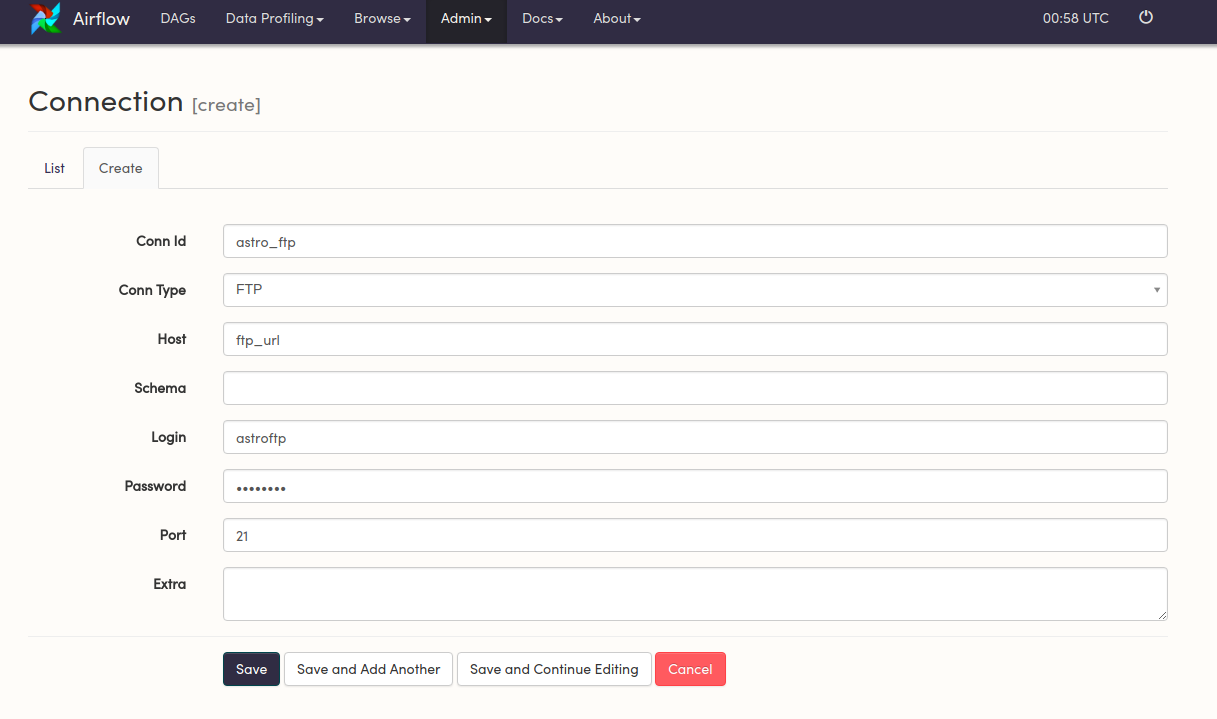 Airflow DAGs Data Profiling Browse Admin Docs About 00:58 UTC
Connection [create]
List Create
Conn Id astro_ftp
Conn Type FTP
Host ftp_url
Schema
Login astroftp
Password ••••••••
Port 21
Extra
Save Save and Add Another Save and Continue Editing Cancel